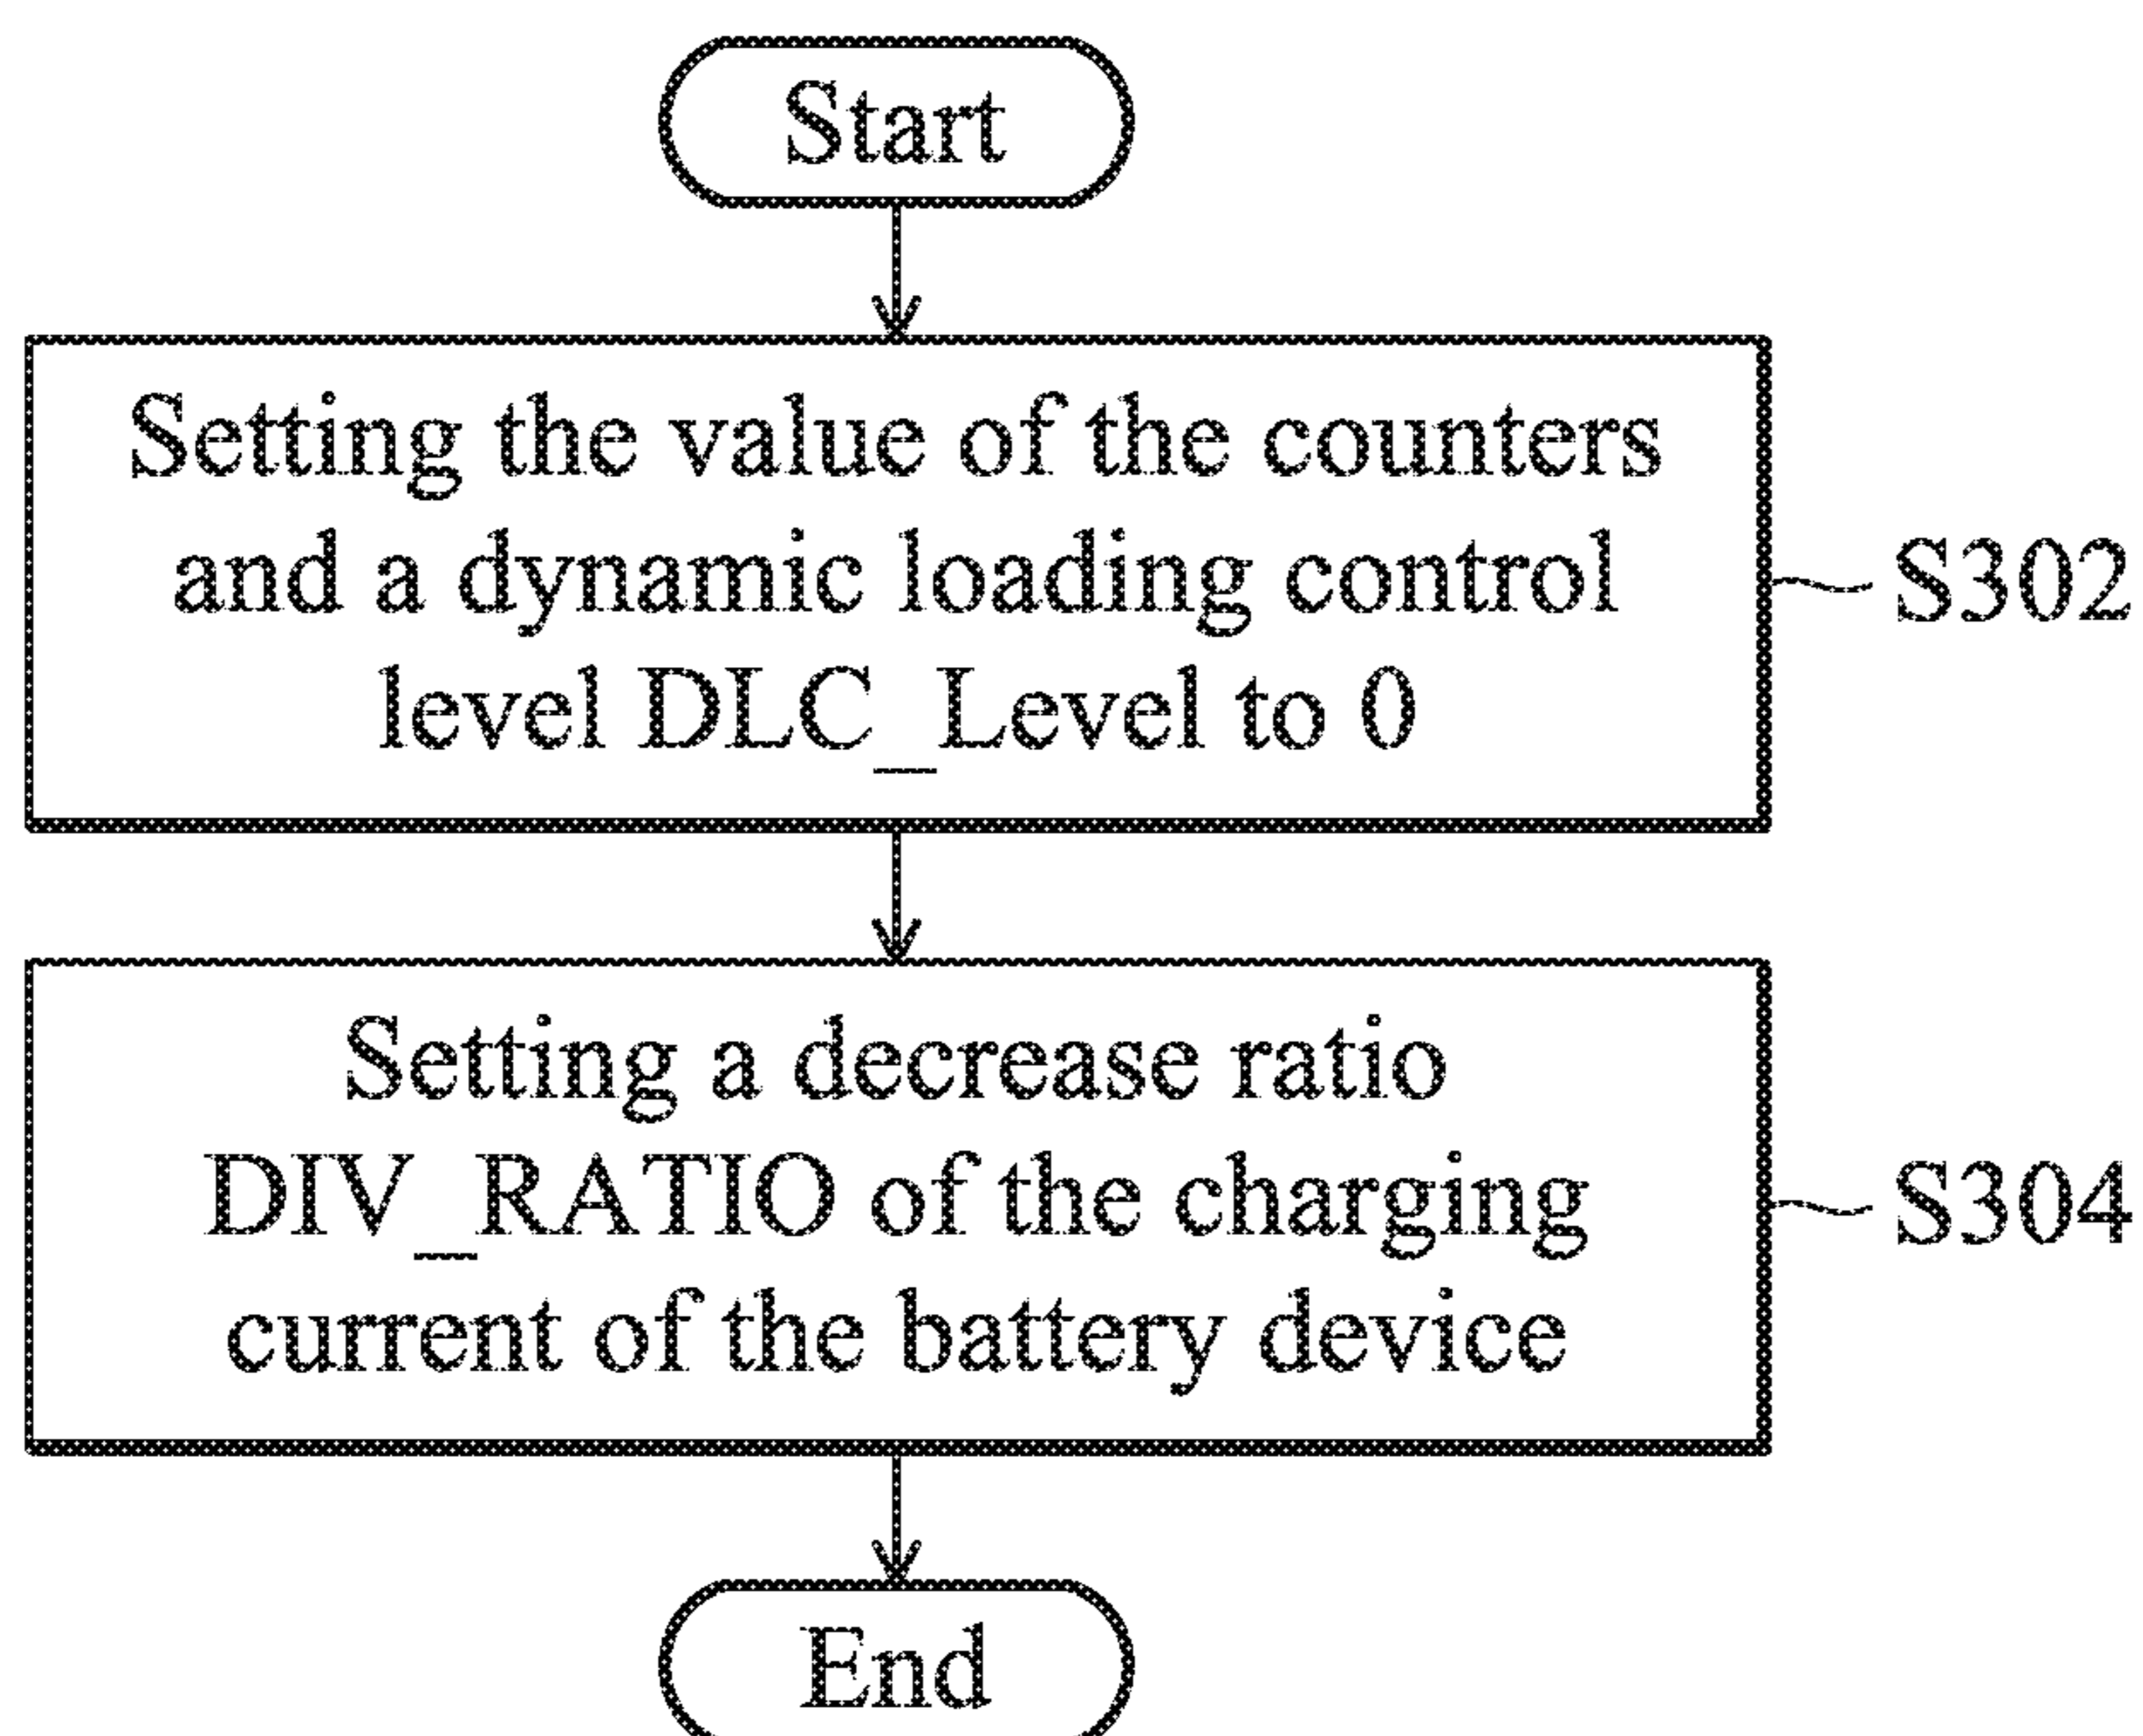 Start
Setting the value of the counters
and a dynamic loading control
level DLC_Level to 0
S302
Setting a decrease ratio
DIV_RATIO of the charging
current of the battery device
S304
End